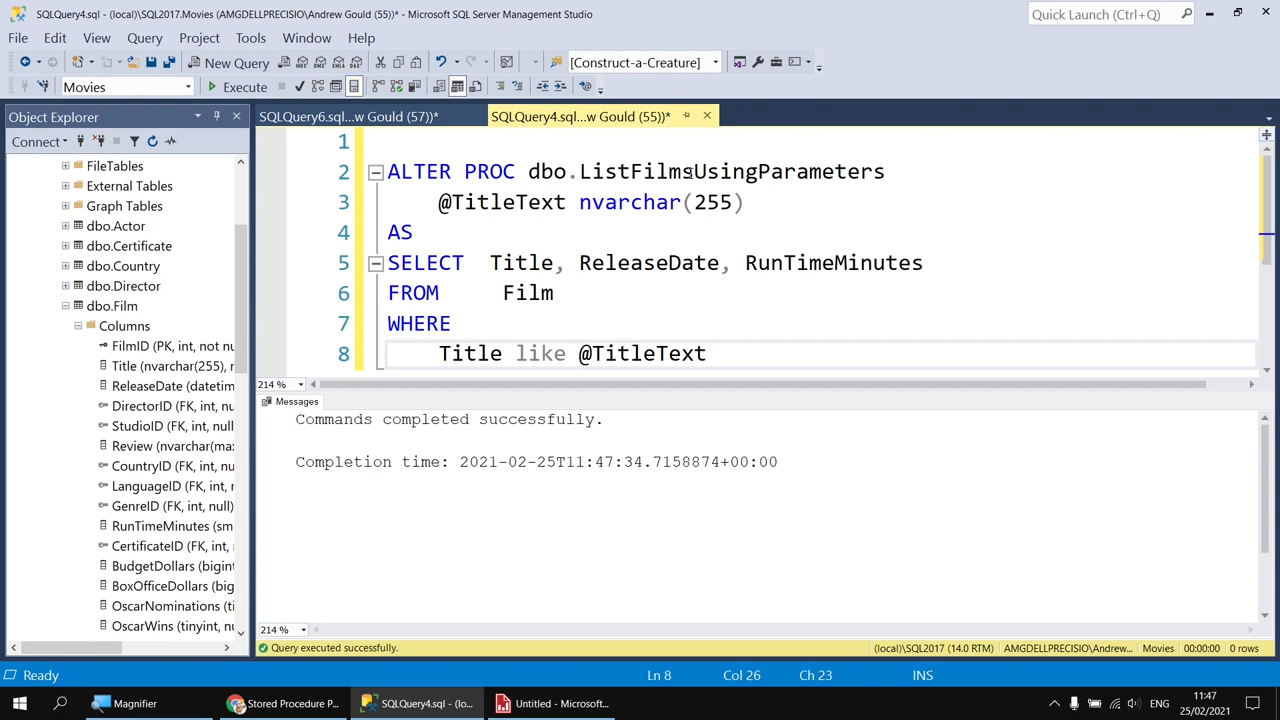 SQLQuery4.sql - (local)\SQL2017.Movies (AMGDELLPRECISIO\Andrew Gould (55))* - Microsoft SQL Server Management Studio
Quick Launch (Ctrl+Q)
File Edit View Query Project Tools Window Help
New Query
MDX DMX XMLA DAX
[Construct-a-Creature]
Movies
Execute
Object Explorer
SQLQuery6.sql...w Gould (57))*
SQLQuery4.sql...w Gould (55))*
Connect
FileTables
External Tables
Graph Tables
dbo.Actor
dbo.Certificate
dbo.Country
dbo.Director
dbo.Film
Columns
FilmID (PK, int, not nu
Title (nvarchar(255), n
ReleaseDate (datetim
DirectorID (FK, int, nu
StudioID (FK, int, null
Review (nvarchar(max
CountryID (FK, int, nu
LanguageID (FK, int, n
GenreID (FK, int, null)
RunTimeMinutes (sm
CertificateID (FK, int, n
BudgetDollars (bigint
BoxOfficeDollars (big
OscarNominations (ti
OscarWins (tinyint, nu
1
2 ALTER PROC dbo.ListFilmsUsingParameters
3 @TitleText nvarchar(255)
4 AS
5 SELECT Title, ReleaseDate, RunTimeMinutes
6 FROM Film
7 WHERE
8 Title like @TitleText
214 %
Messages
Commands completed successfully.
Completion time: 2021-02-25T11:47:34.7158874+00:00
214 %
Query executed successfully.
(local)\SQL2017 (14.0 RTM) AMGDELLPRECISIO\Andrew... Movies 00:00:00 0 rows
Ready
Ln 8 Col 26 Ch 23 INS
Magnifier
Stored Procedure P...
SQLQuery4.sql - (lo...
Untitled - Microsoft...
ENG
11:47
25/02/2021